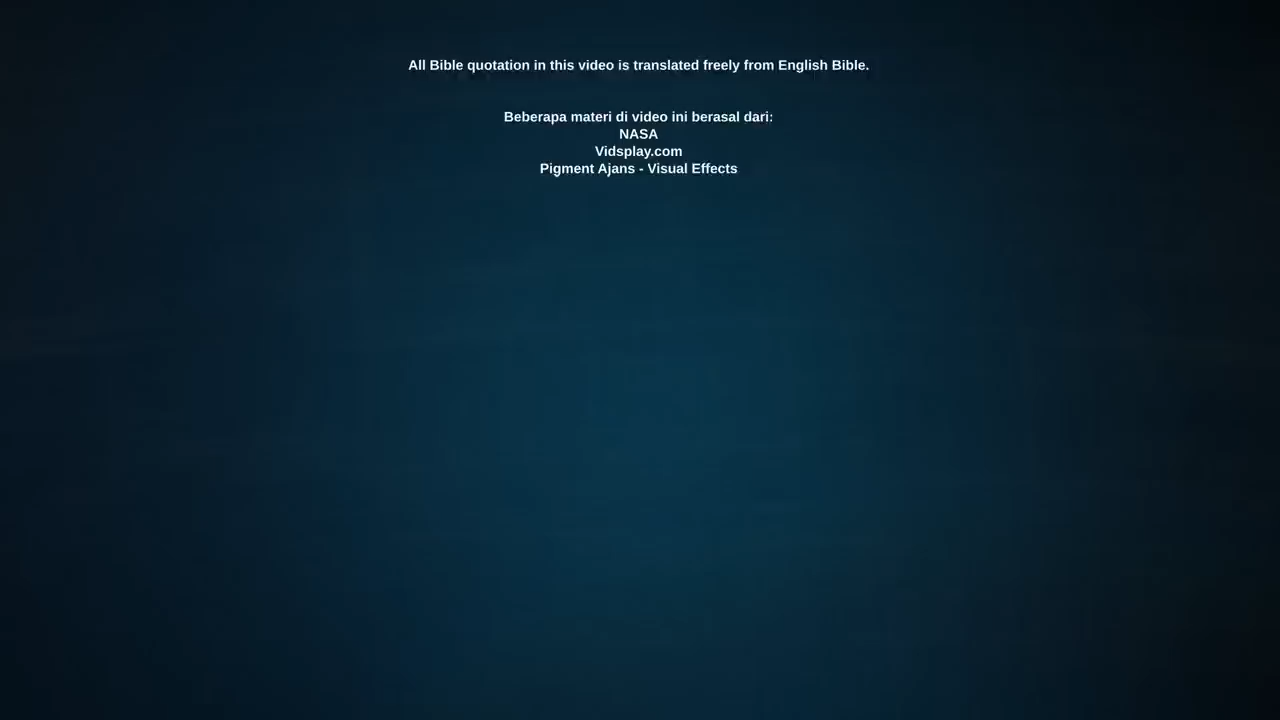 All Bible quotation in this video is translated freely from English Bible.
Beberapa materi di video ini berasal dari:
NASA
Vidsplay.com
Pigment Ajans - Visual Effects